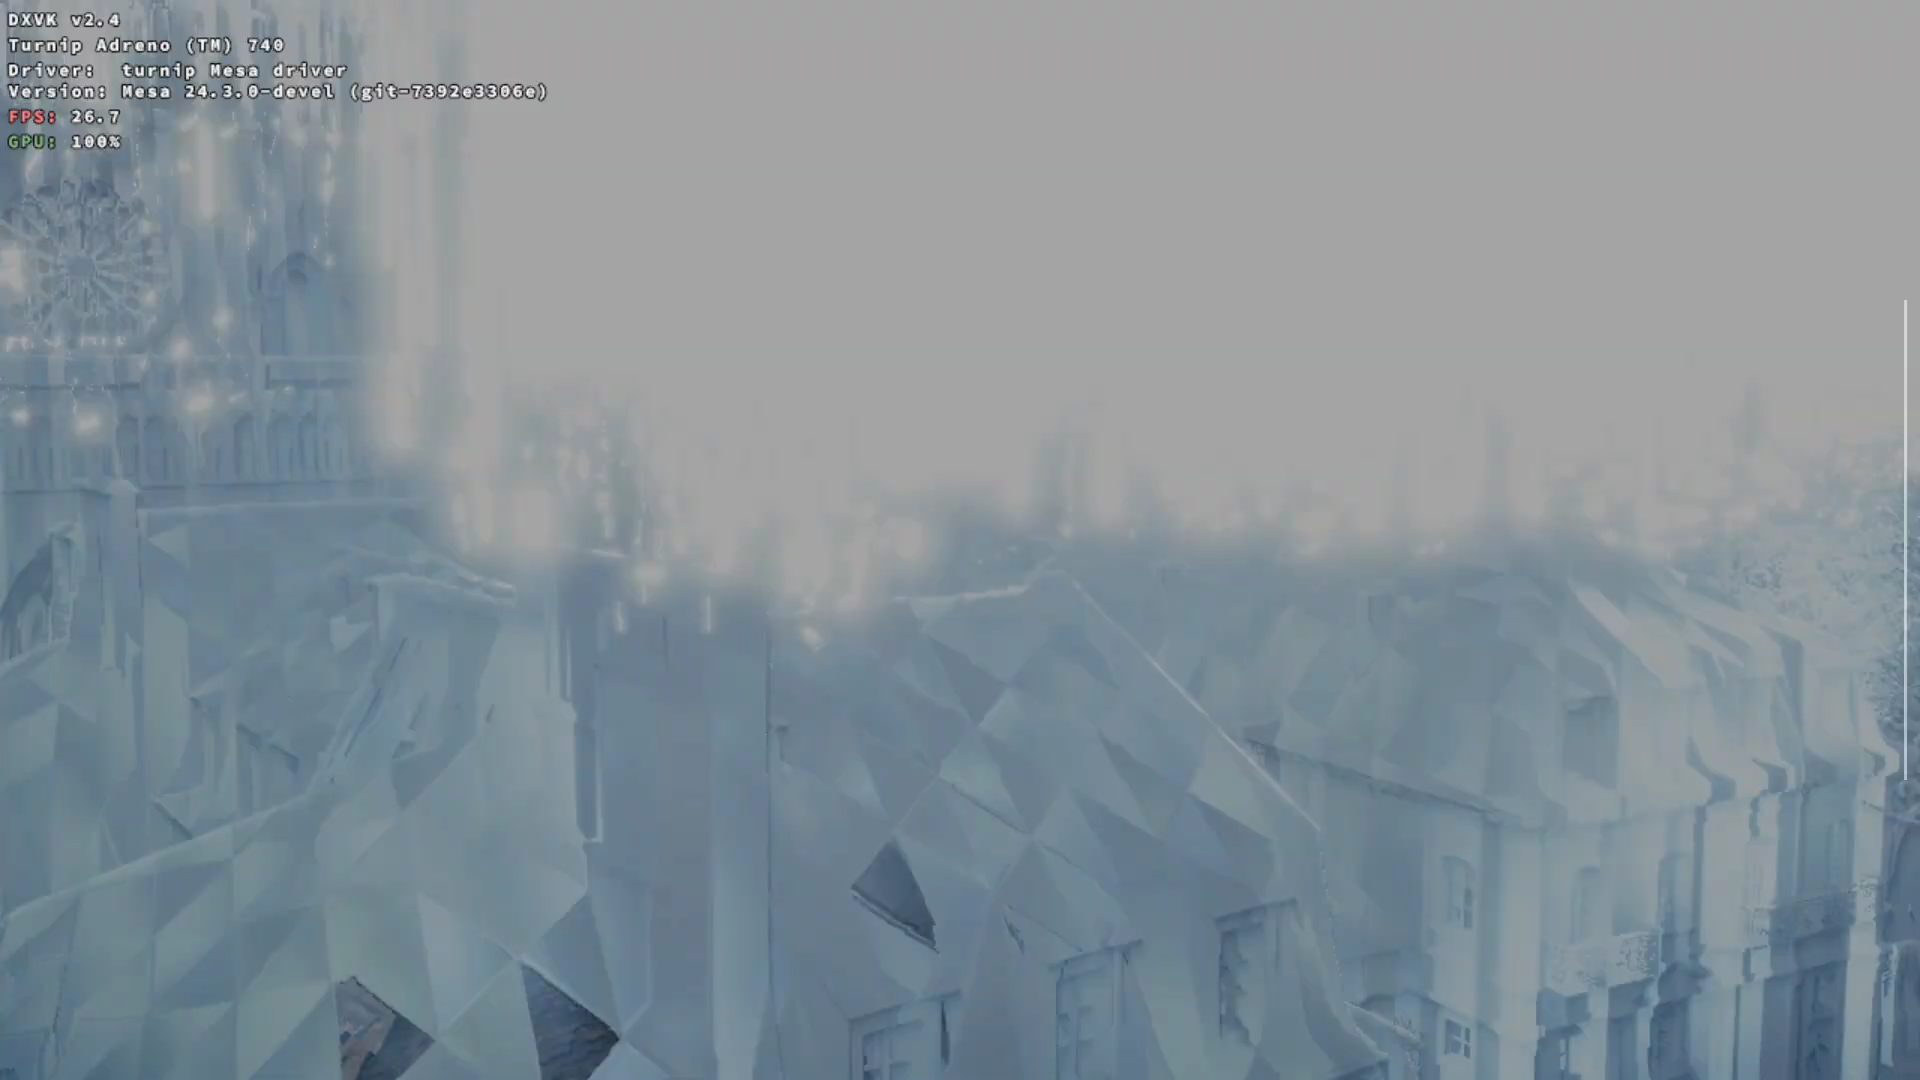 DXVK v2.4
Turnip Adreno (TM) 740
Driver:  turnip Mesa driver
Version: Mesa 24.3.0-devel (git-7392e3306e)
FPS: 26.7
GPU: 100%